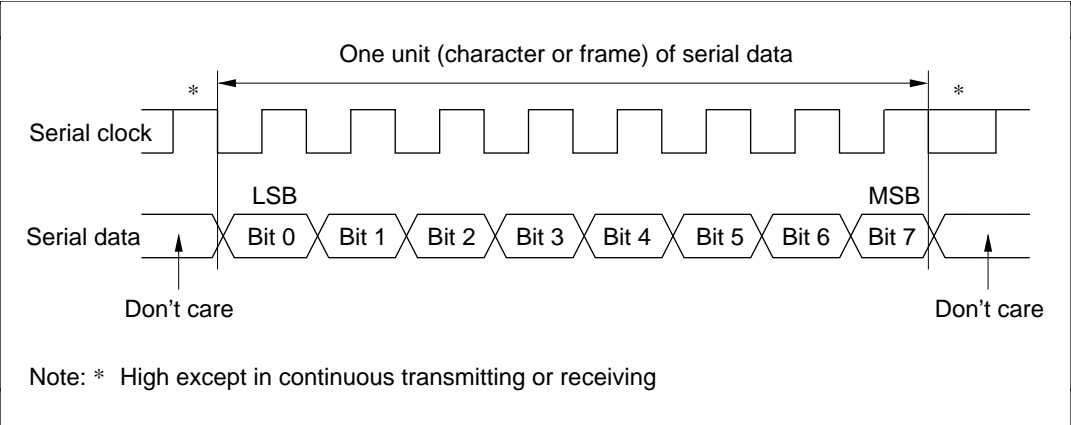 One unit (character or frame) of serial data
* *
Serial clock
LSB MSB
Serial data Bit 0 Bit 1 Bit 2 Bit 3 Bit 4 Bit 5 Bit 6 Bit 7
Don't care Don't care
Note: * High except in continuous transmitting or receiving